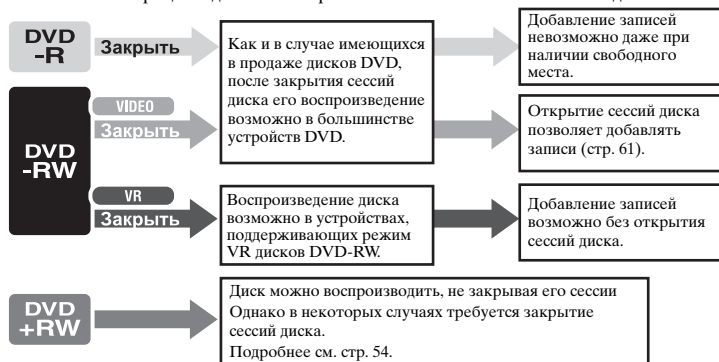 DVD
-R
Закрыть
Как и в случае имеющихся
в продаже дисков DVD,
после закрытия сессий
диска его воспроизведение
возможно в большинстве
устройств DVD.
Добавление записей
невозможно даже при
наличии свободного
места.
DVD
-RW
VIDEO
Закрыть
Открытие сессий диска
позволяет добавлять
записи (стр. 61).
VR
Закрыть
Воспроизведение диска
возможно в устройствах,
поддерживающих режим
VR дисков DVD-RW.
Добавление записей
возможно без открытия
сессий диска.
DVD
+RW
Диск можно воспроизводить, не закрывая его сессии
Однако в некоторых случаях требуется закрытие
сессий диска.
Подробнее см. стр. 54.